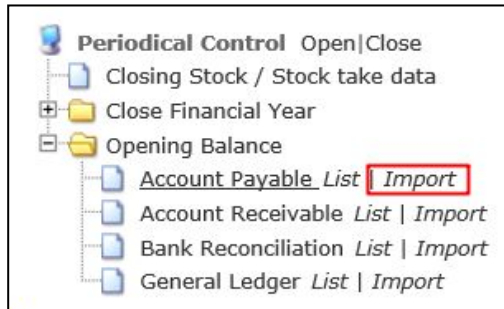 Periodical Control Open|Close
Closing Stock / Stock take data
Close Financial Year
Opening Balance
Account Payable List | Import
Account Receivable List | Import
Bank Reconciliation List | Import
General Ledger List | Import